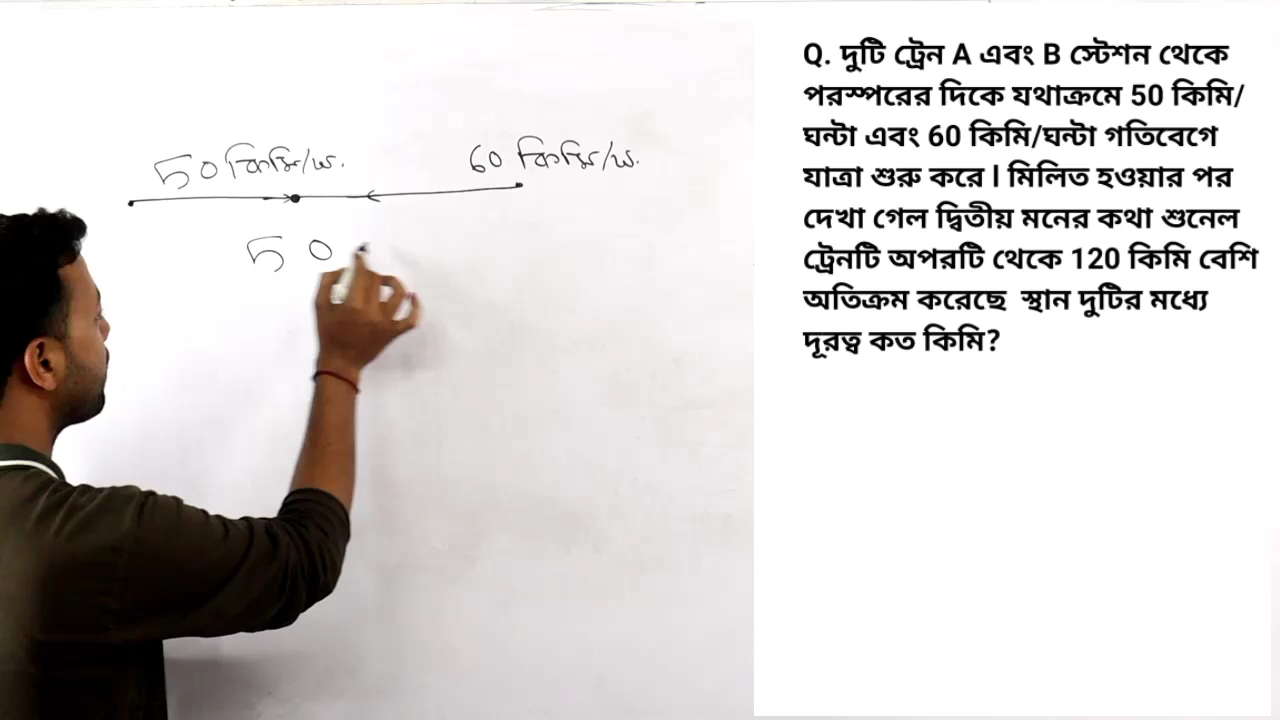 50 কিমি/ঘ.
60 কিমি/ঘ.
50
Q. দুটি ট্রেন A এবং B স্টেশন থেকে
পরস্পরের দিকে যথাক্রমে 50 কিমি/
ঘন্টা এবং 60 কিমি/ঘন্টা গতিবেগে
যাত্রা শুরু করে l মিলিত হওয়ার পর
দেখা গেল দ্বিতীয় মনের কথা শুনেল
ট্রেনটি অপরটি থেকে 120 কিমি বেশি
অতিক্রম করেছে স্থান দুটির মধ্যে
দূরত্ব কত কিমি?